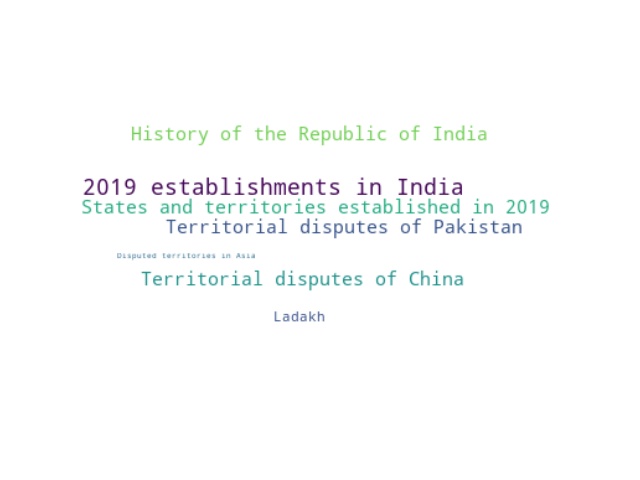 History of the Republic of India
2019 establishments in India
States and territories established in 2019
Territorial disputes of Pakistan
Disputed territories in Asia
Territorial disputes of China
Ladakh